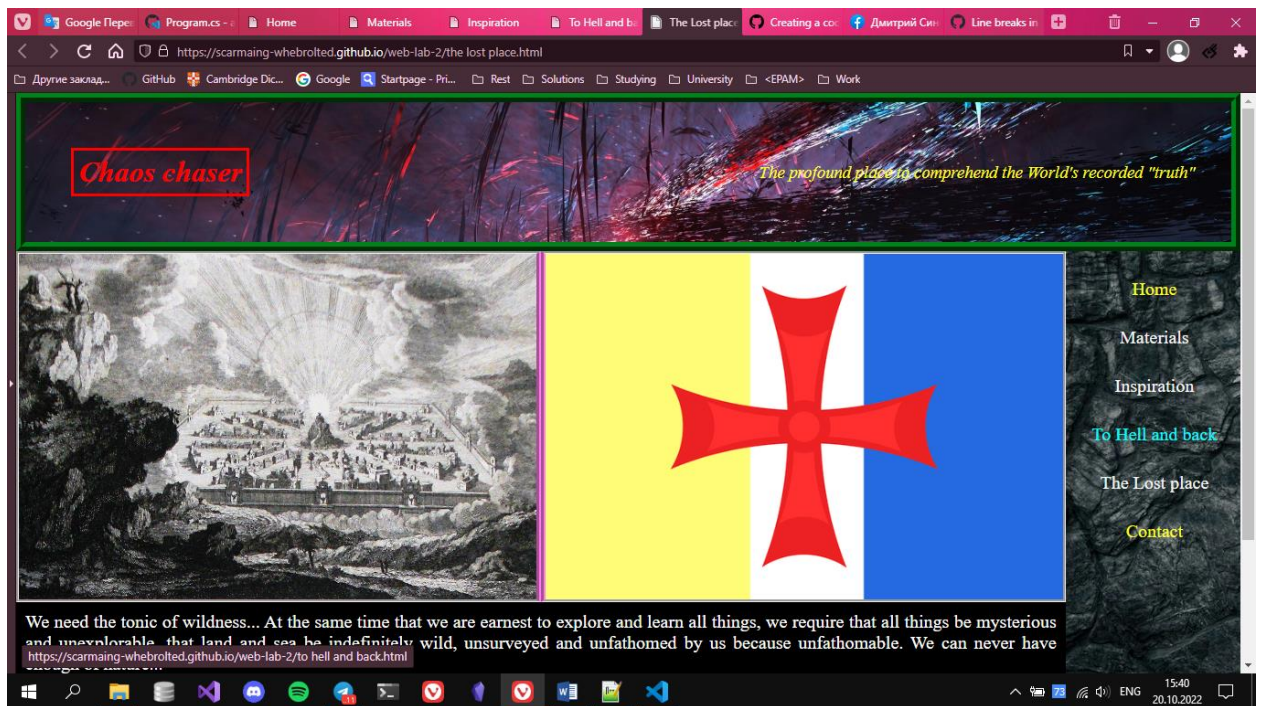 Google Перес
Program.cs - a
Home
Materials
Inspiration
To Hell and ba
The Lost place
Creating a coc
Дмитрий Син
Line breaks in
https://scarmaing-whebrolted.github.io/web-lab-2/the lost place.html
Другие заклад...
GitHub
Cambridge Dic...
Google
Startpage - Pri...
Rest
Solutions
Studying
University
<EPAM>
Work
Chaos chaser
The profound place to comprehend the World's recorded "truth"
Home
Materials
Inspiration
To Hell and back
The Lost place
Contact
We need the tonic of wildness... At the same time that we are earnest to explore and learn all things, we require that all things be mysterious
and unexplorable, that land and sea be indefinitely wild, unsurveyed and unfathomed by us because unfathomable. We can never have
enough of nature...
https://scarmaing-whebrolted.github.io/web-lab-2/to hell and back.html
11
73
ENG
15:40
20.10.2022